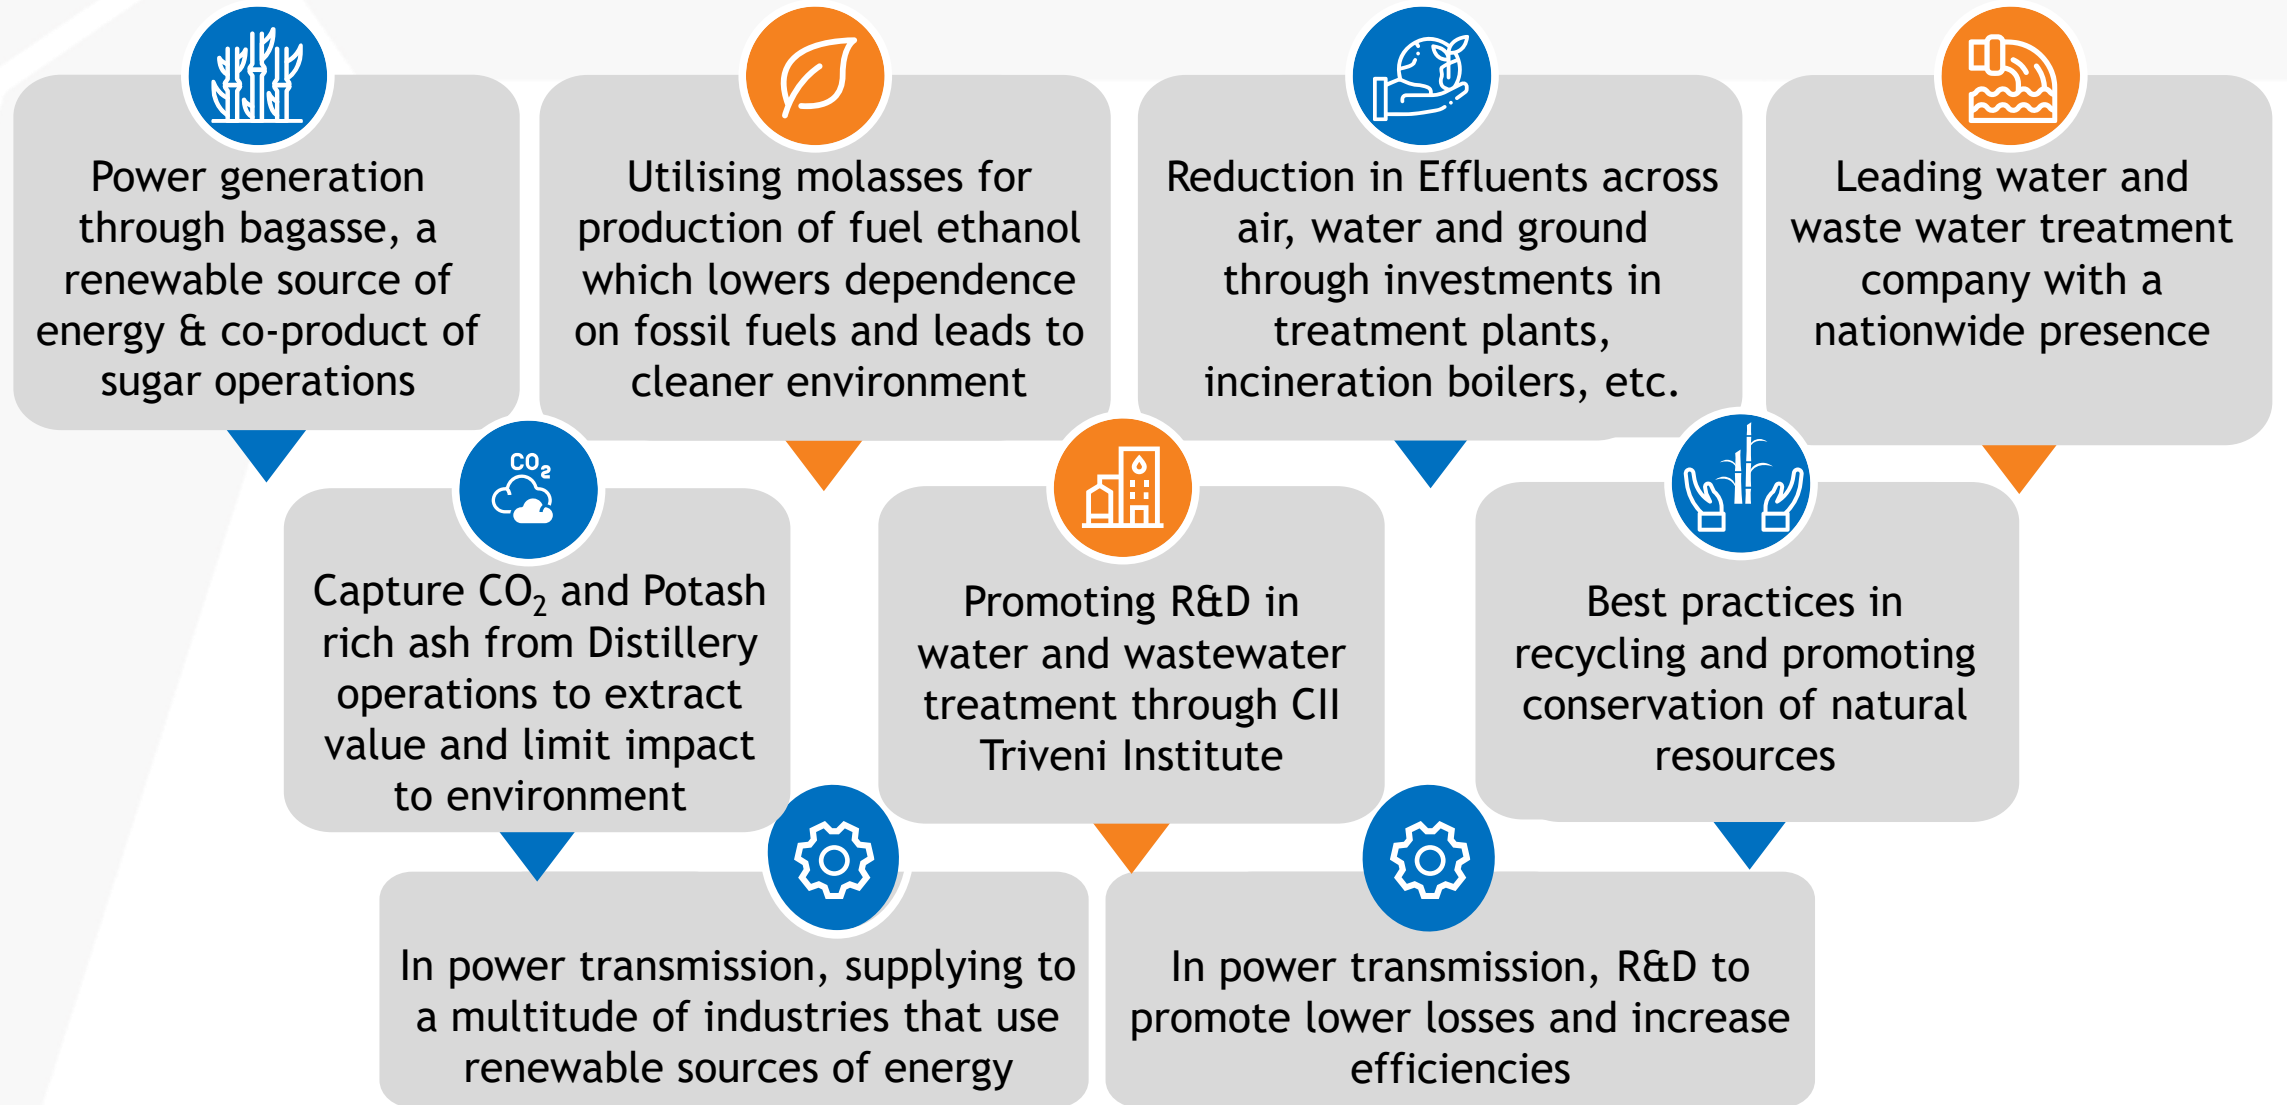 Power generation
through bagasse, a
renewable source of
energy & co-product of
sugar operations
Utilising molasses for
production of fuel ethanol
which lowers dependence
on fossil fuels and leads to
cleaner environment
Reduction in Effluents across
air, water and ground
through investments in
treatment plants,
incineration boilers, etc.
Leading water and
waste water treatment
company with a
nationwide presence
CO₂
Capture CO₂ and Potash
rich ash from Distillery
operations to extract
value and limit impact
to environment
Promoting R&D in
water and wastewater
treatment through CII
Triveni Institute
Best practices in
recycling and promoting
conservation of natural
resources
In power transmission, supplying to
a multitude of industries that use
renewable sources of energy
In power transmission, R&D to
promote lower losses and increase
efficiencies